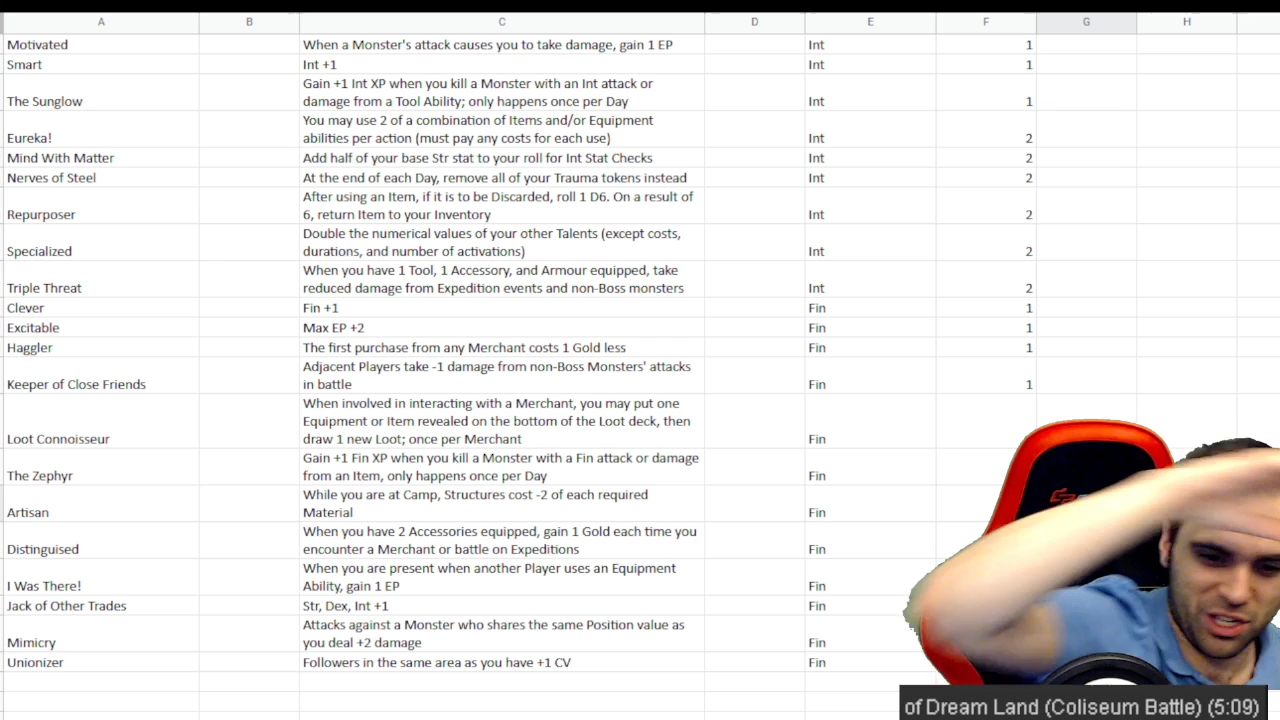 A B C D E F G H
Motivated When a Monster's attack causes you to take damage, gain 1 EP Int 1
Smart Int +1 Int 1
Gain +1 Int XP when you kill a Monster with an Int attack or
The Sunglow damage from a Tool Ability; only happens once per Day Int 1
You may use 2 of a combination of Items and/or Equipment
Eureka! abilities per action (must pay any costs for each use) Int 2
Mind With Matter Add half of your base Str stat to your roll for Int Stat Checks Int 2
Nerves of Steel At the end of each Day, remove all of your Trauma tokens instead Int 2
After using an Item, if it is to be Discarded, roll 1 D6. On a result of
Repurposer 6, return Item to your Inventory Int 2
Double the numerical values of your other Talents (except costs,
Specialized durations, and number of activations) Int 2
When you have 1 Tool, 1 Accessory, and Armour equipped, take
Triple Threat reduced damage from Expedition events and non-Boss monsters Int 2
Clever Fin +1 Fin 1
Excitable Max EP +2 Fin 1
Haggler The first purchase from any Merchant costs 1 Gold less Fin 1
Adjacent Players take -1 damage from non-Boss Monsters' attacks
Keeper of Close Friends in battle Fin 1
When involved in interacting with a Merchant, you may put one
Equipment or Item revealed on the bottom of the Loot deck, then
Loot Connoisseur draw 1 new Loot; once per Merchant Fin
Gain +1 Fin XP when you kill a Monster with a Fin attack or damage
The Zephyr from an Item, only happens once per Day Fin
While you are at Camp, Structures cost -2 of each required
Artisan Material Fin
When you have 2 Accessories equipped, gain 1 Gold each time you
Distinguised encounter a Merchant or battle on Expeditions Fin
When you are present when another Player uses an Equipment
I Was There! Ability, gain 1 EP Fin
Jack of Other Trades Str, Dex, Int +1 Fin
Attacks against a Monster who shares the same Position value as
Mimicry you deal +2 damage Fin
Unionizer Followers in the same area as you have +1 CV Fin
of Dream Land (Coliseum Battle) (5:09)